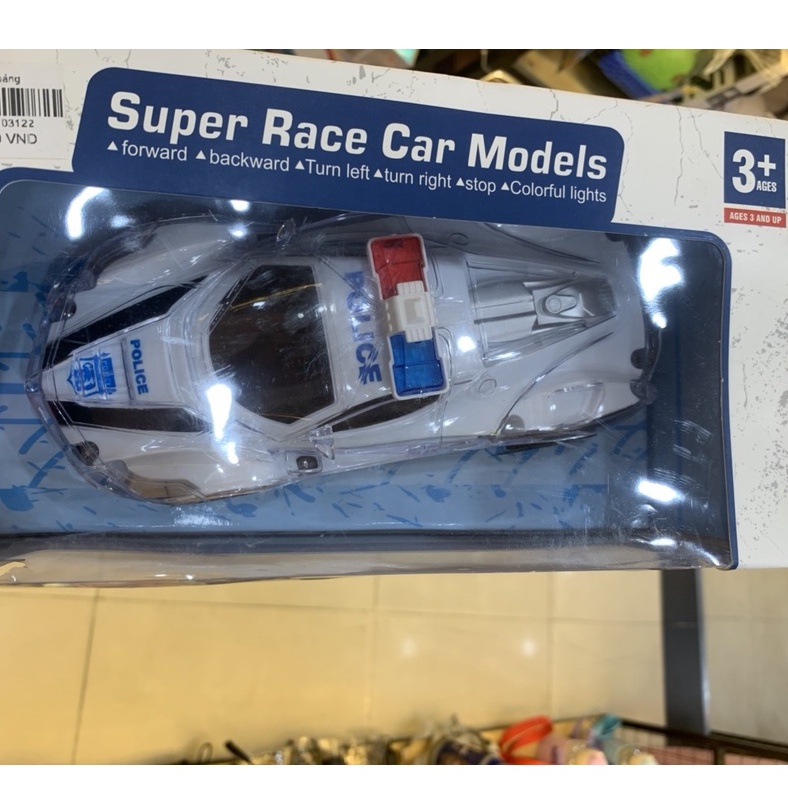 Super Race Car Models
▲forward ▲backward ▲Turn left ▲turn right ▲stop ▲Colorful lights
3+
AGES
AGES 3 AND UP
03122
VND
POLICE
POLICE